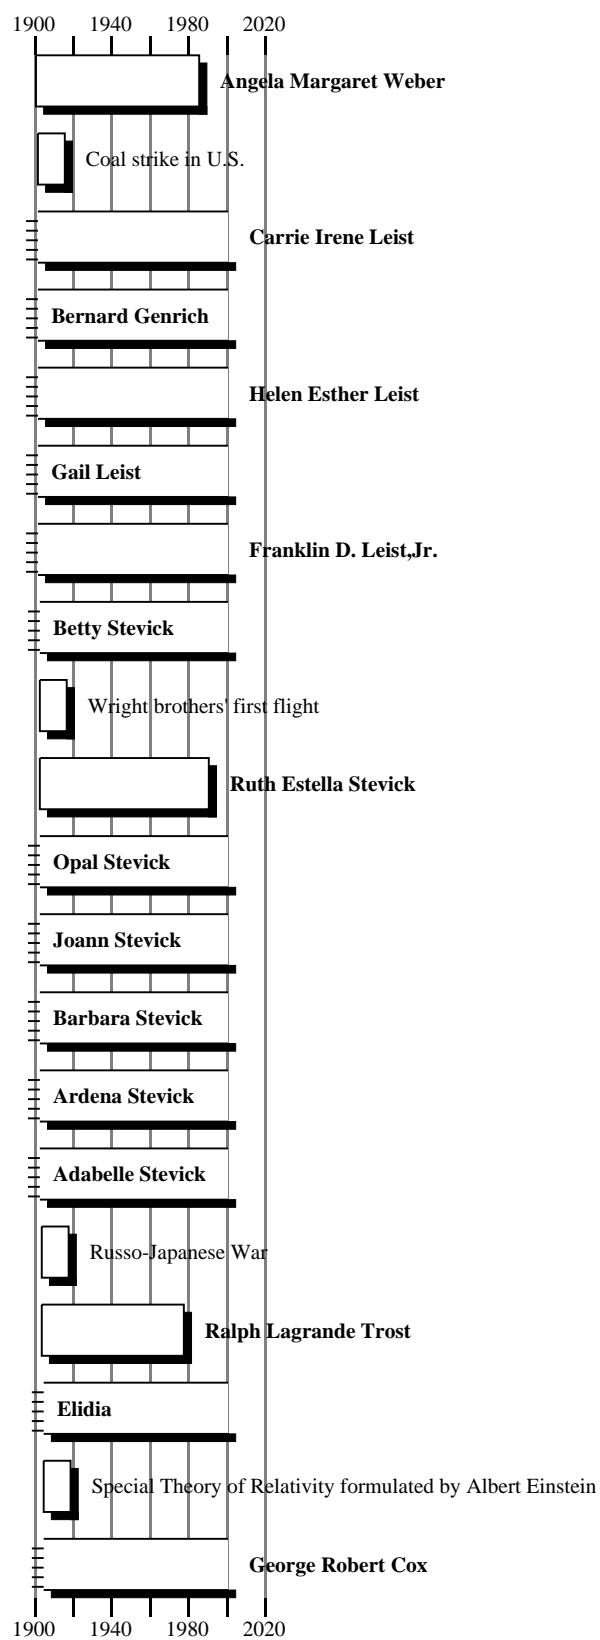 1900 1940 1980 2020
Angela Margaret Weber
Coal strike in U.S.
Carrie Irene Leist
Bernard Genrich
Helen Esther Leist
Gail Leist
Franklin D. Leist,Jr.
Betty Stevick
Wright brothers' first flight
Ruth Estella Stevick
Opal Stevick
Joann Stevick
Barbara Stevick
Ardena Stevick
Adabelle Stevick
Russo-Japanese War
Ralph Lagrande Trost
Elidia
Special Theory of Relativity formulated by Albert Einstein
George Robert Cox
1900 1940 1980 2020